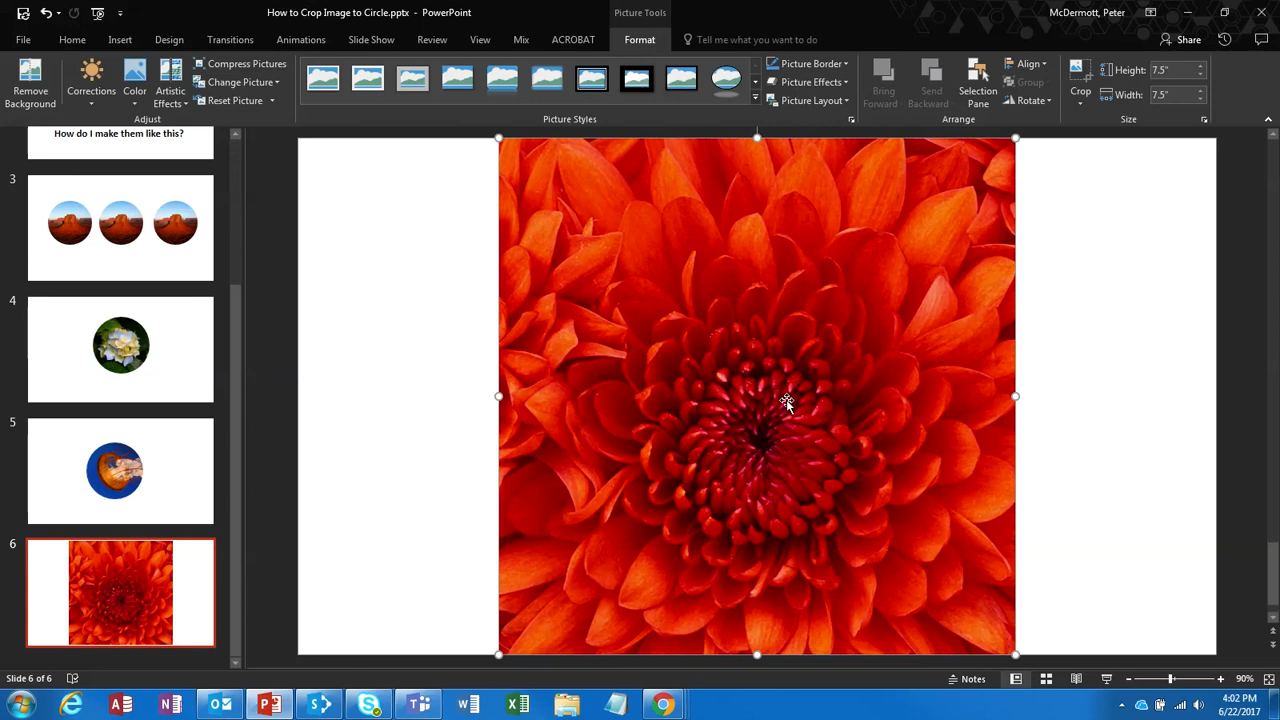 How to Crop Image to Circle.pptx - PowerPoint
Picture Tools
McDermott, Peter
File Home Insert Design Transitions Animations Slide Show Review View Mix ACROBAT Format Tell me what you want to do Share
Remove Background
Corrections
Color
Artistic Effects
Compress Pictures
Change Picture
Reset Picture
Picture Border
Picture Effects
Picture Layout
Bring Forward
Send Backward
Selection Pane
Align
Group
Rotate
Crop
Height: 7.5"
Width: 7.5"
Adjust Picture Styles Arrange Size
How do I make them like this?
3
4
5
6
Slide 6 of 6 Notes 90%
4:02 PM
6/22/2017